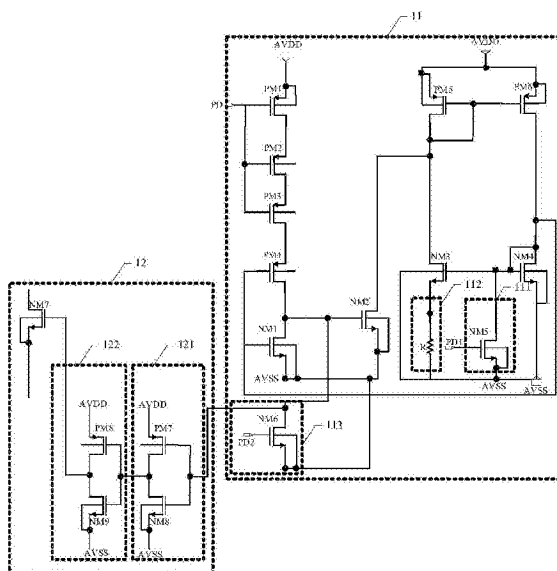 11
AVDD
AVDD
PM1
PM5
PM6
PD
PM2
PM3
PM4
NM3
NM4
12
NM7
NM2
112
111
NM1
R
PD1
NM5
122
121
AVSS
AVSS
AVSS
AVDD
AVDD
NM6
113
PM8
PM7
PD2
NM9
NM8
AVSS
AVSS